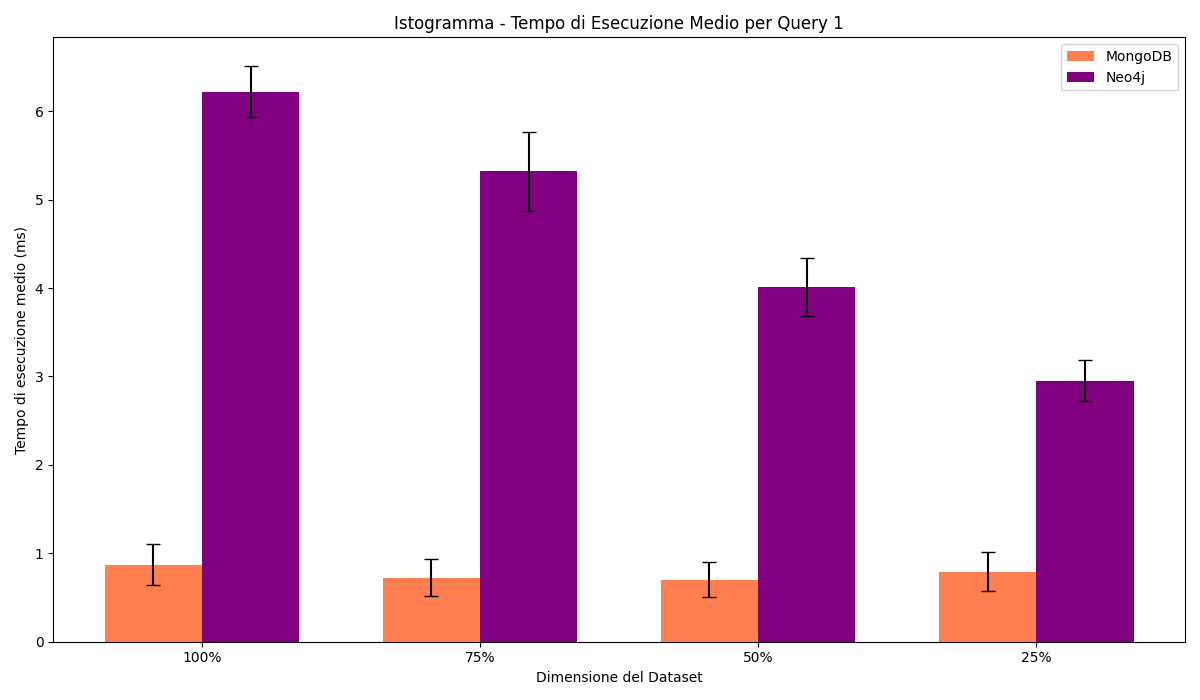 Istogramma - Tempo di Esecuzione Medio per Query 1
MongoDB
Neo4j
Tempo di esecuzione medio (ms)
6
5
4
3
2
1
0
100%
75%
50%
25%
Dimensione del Dataset